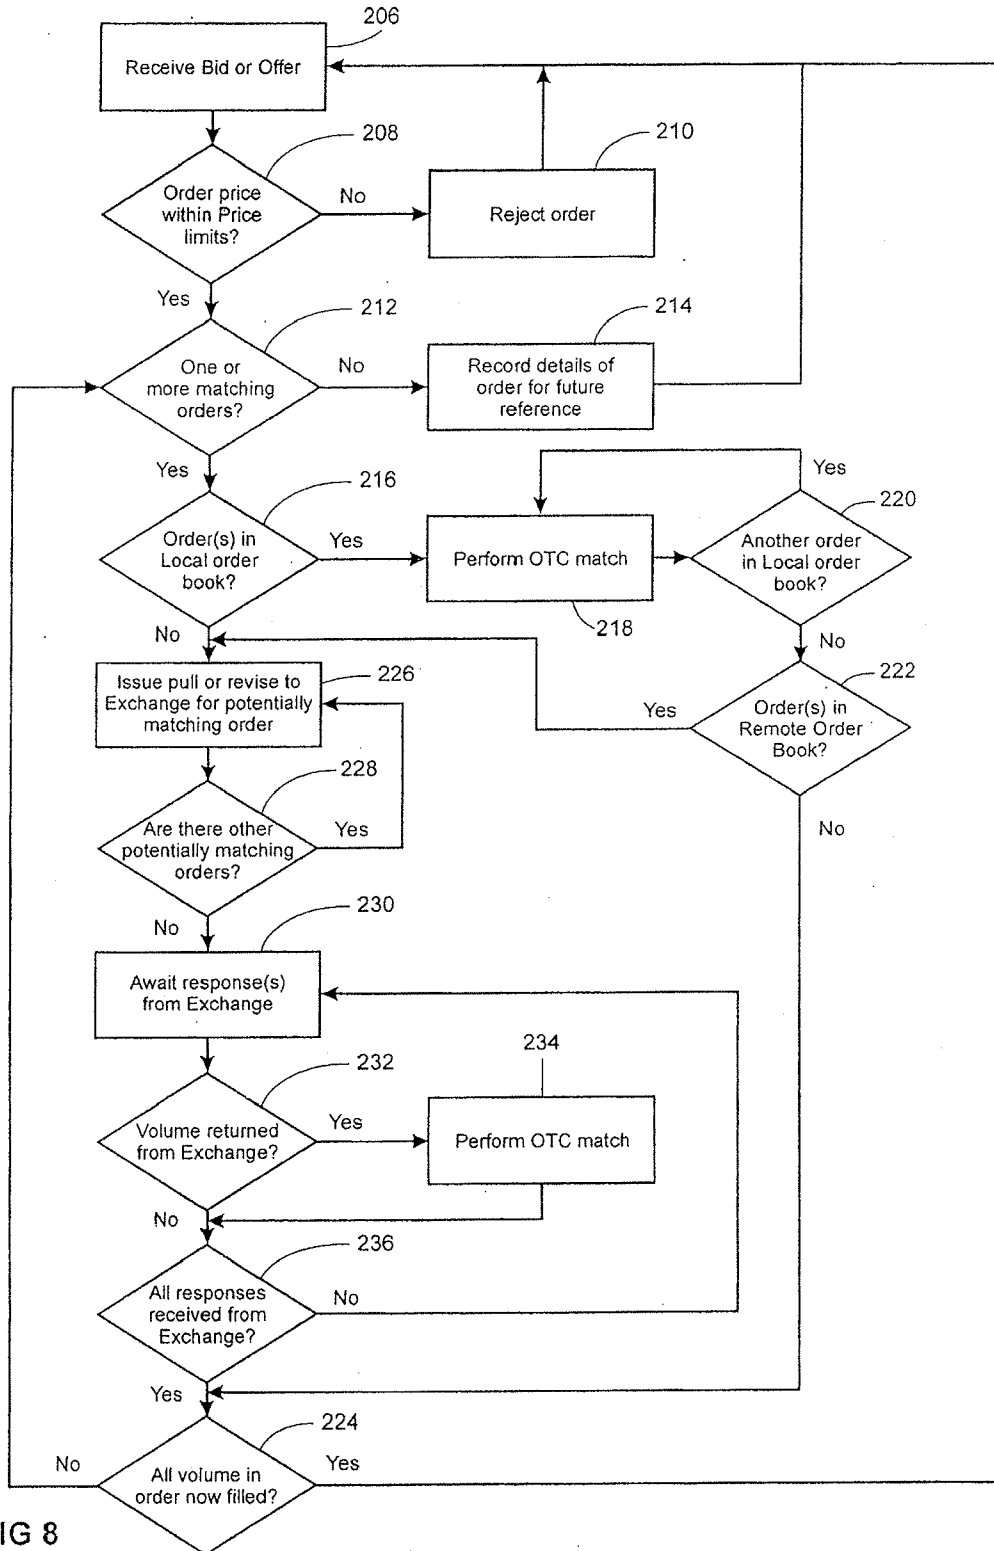 206
Receive Bid or Offer
208
210
Order price
within Price
limits?
No
Reject order
Yes
212
214
One or
more matching
orders?
No
Record details of
order for future
reference
Yes
216
Yes
220
Order(s) in
Local order
book?
Yes
Perform OTC match
Another order
in Local order
book?
218
No
No
222
Issue pull or revise to
Exchange for potentially
matching order
226
Yes
Order(s) in
Remote Order
Book?
228
Are there other
potentially matching
orders?
Yes
No
No
230
Await response(s)
from Exchange
234
232
Volume returned
from Exchange?
Yes
Perform OTC match
No
236
All responses
received from
Exchange?
No
Yes
224
No
All volume in
order now filled?
Yes
IG 8